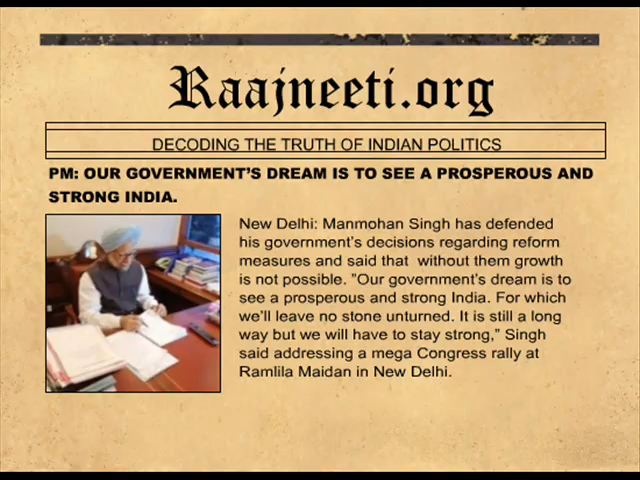 Raajneeti.org
DECODING THE TRUTH OF INDIAN POLITICS
PM: OUR GOVERNMENT'S DREAM IS TO SEE A PROSPEROUS AND
STRONG INDIA.
New Delhi: Manmohan Singh has defended
his government's decisions regarding reform
measures and said that  without them growth
is not possible. "Our government's dream is to
see a prosperous and strong India. For which
we'll leave no stone unturned. It is still a long
way but we will have to stay strong," Singh
said addressing a mega Congress rally at
Ramlila Maidan in New Delhi.